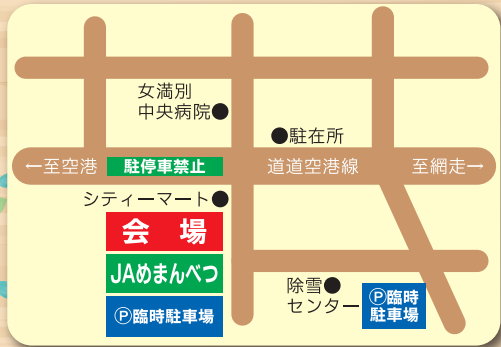 女満別
中央病院●
●駐在所
←至空港
駐停車禁止
道道空港線
至網走→
シティーマート●
会 場
JAめまんべつ
Ⓟ臨時駐車場
除雪●
センター
Ⓟ臨時
駐車場